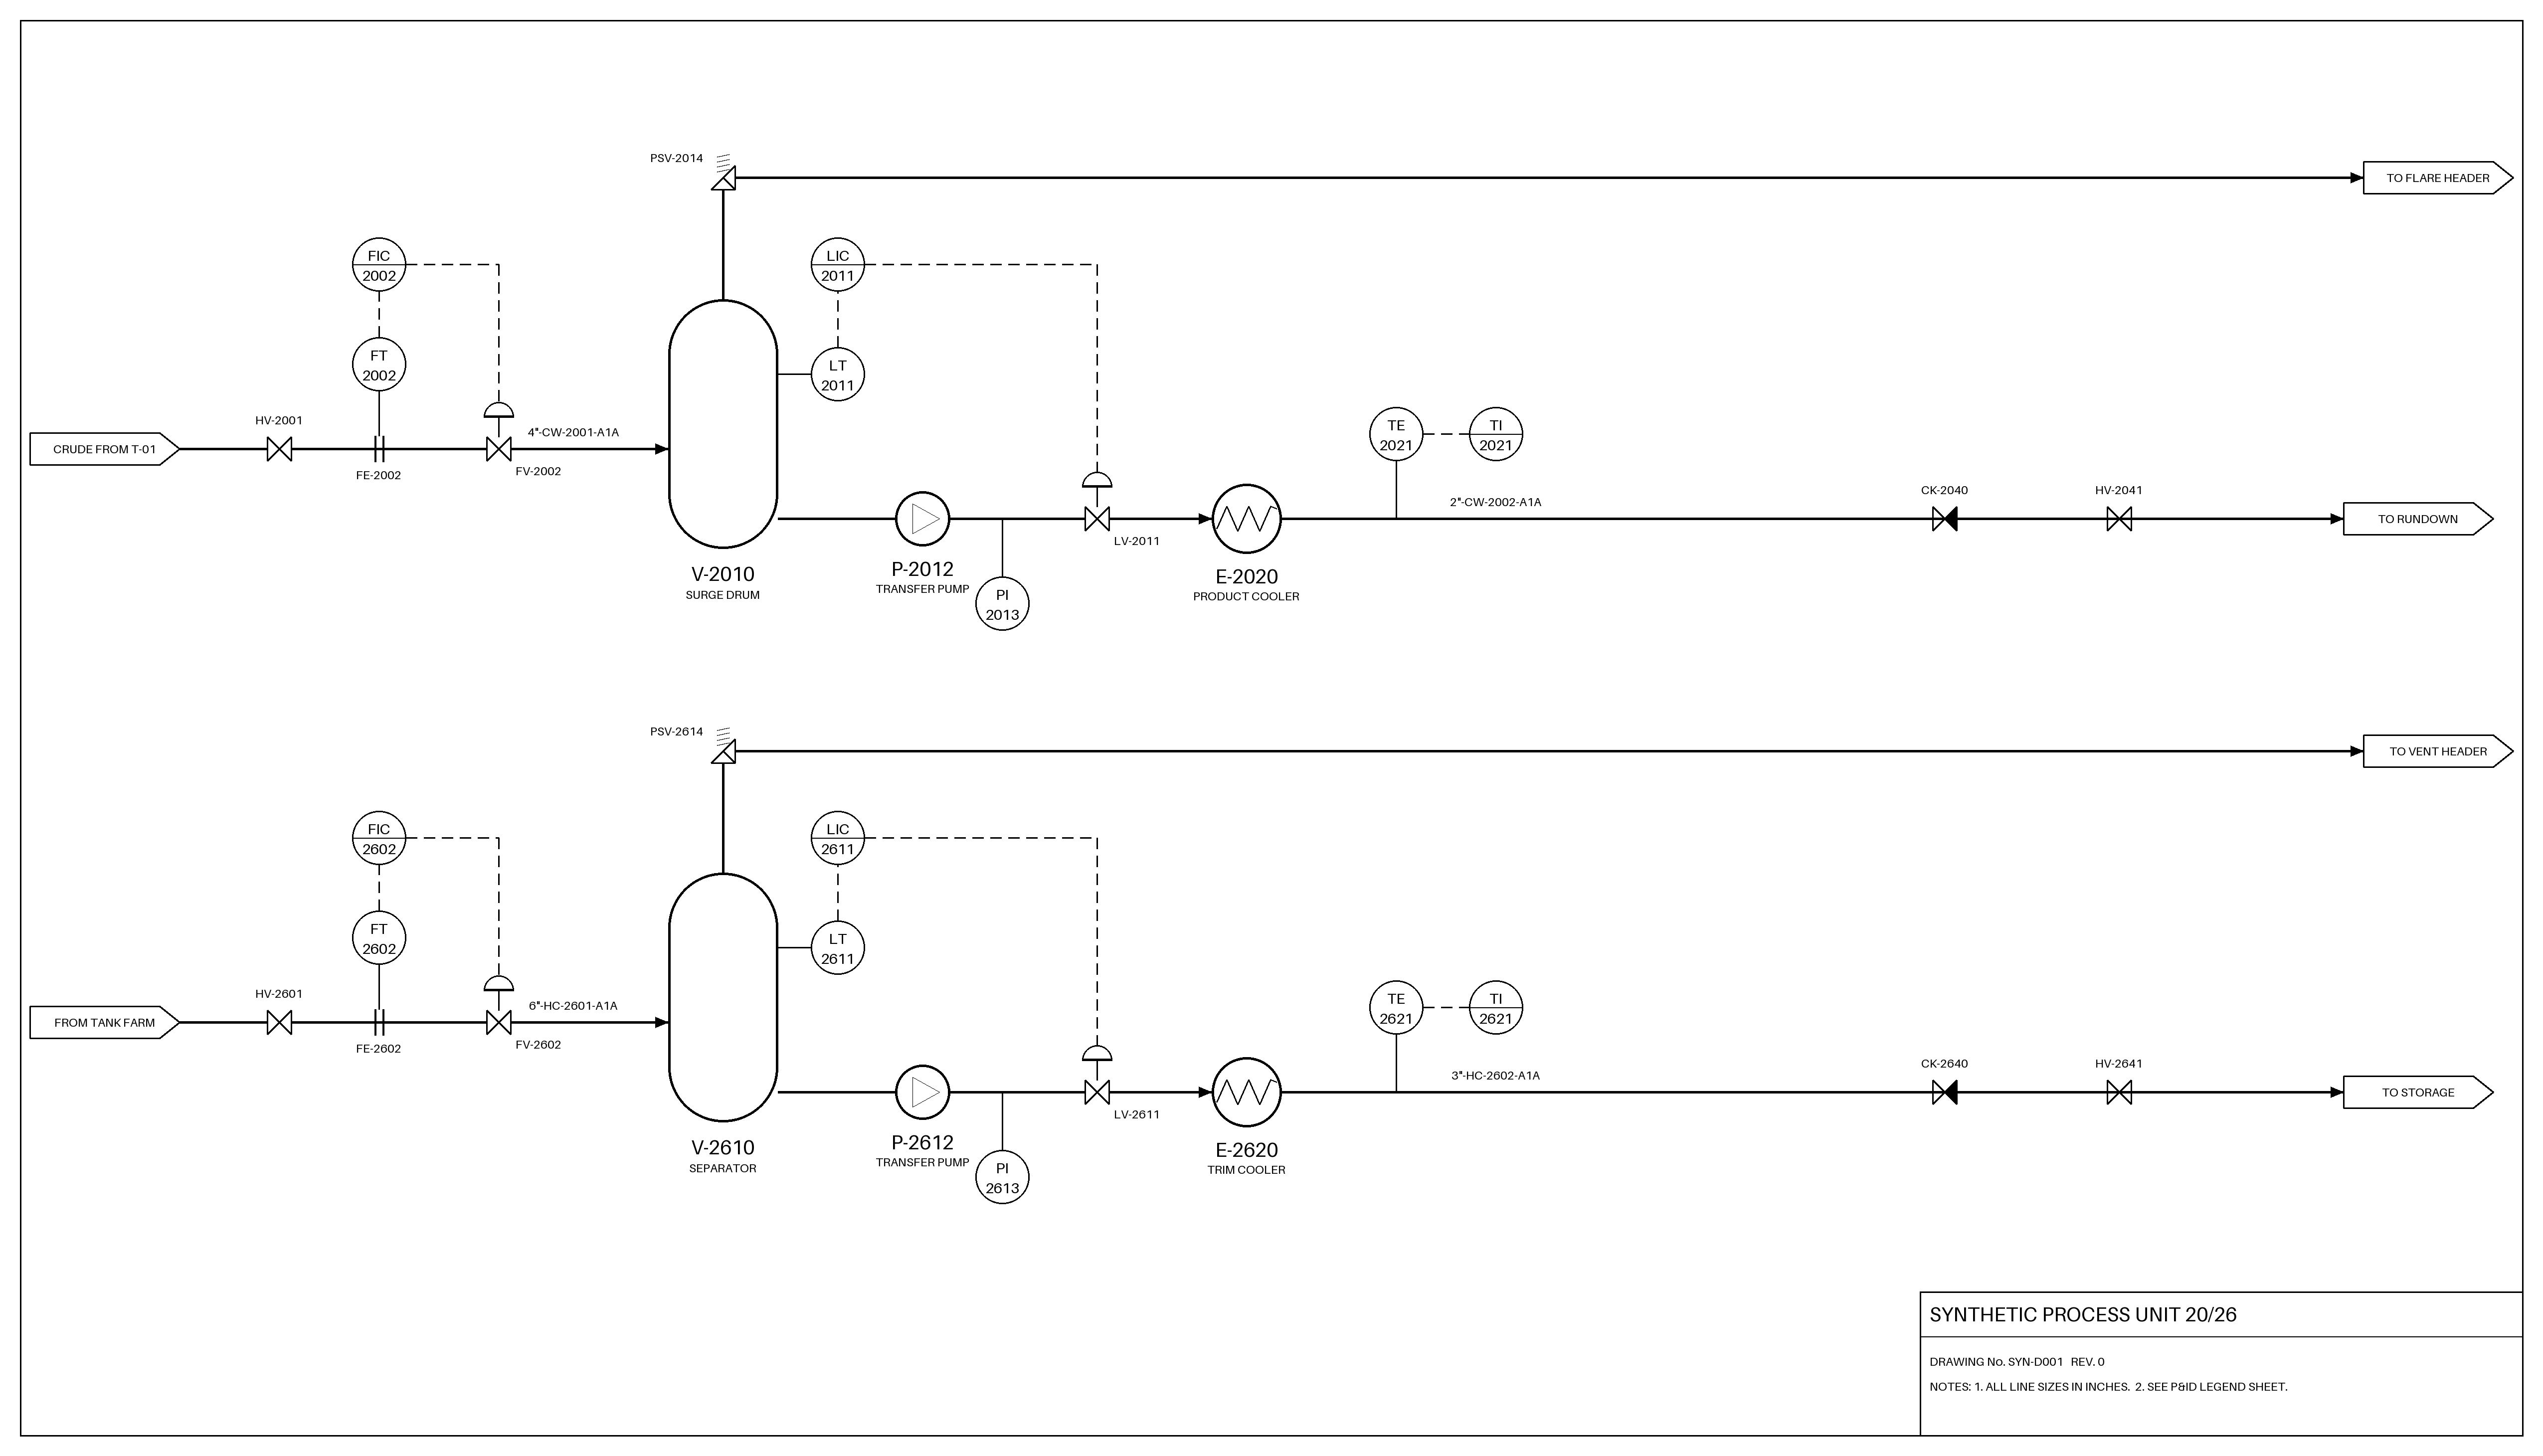 PSV-2014
TO FLARE HEADER
FIC
2002
LIC
2011
FT
2002
LT
2011
HV-2001
4"-CW-2001-A1A
TE
2021
TI
2021
CRUDE FROM T-01
FE-2002
FV-2002
2"-CW-2002-A1A
CK-2040
HV-2041
TO RUNDOWN
LV-2011
V-2010
SURGE DRUM
P-2012
TRANSFER PUMP
PI
2013
E-2020
PRODUCT COOLER
PSV-2614
TO VENT HEADER
FIC
2602
LIC
2611
FT
2602
LT
2611
HV-2601
6"-HC-2601-A1A
TE
2621
TI
2621
FROM TANK FARM
FE-2602
FV-2602
3"-HC-2602-A1A
CK-2640
HV-2641
TO STORAGE
LV-2611
V-2610
SEPARATOR
P-2612
TRANSFER PUMP
PI
2613
E-2620
TRIM COOLER
SYNTHETIC PROCESS UNIT 20/26
DRAWING No. SYN-D001 REV. 0
NOTES: 1. ALL LINE SIZES IN INCHES. 2. SEE P&ID LEGEND SHEET.